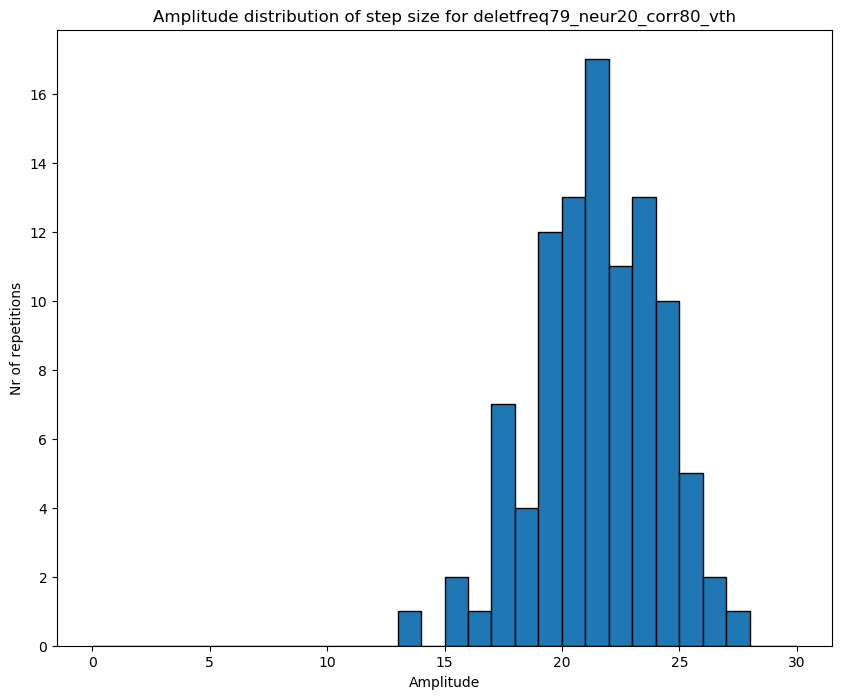 Amplitude distribution of step size for deletfreq79_neur20_corr80_vth
Nr of repetitions
16
14
12
10
8
6
4
2
0
0 5 10 15 20 25 30
Amplitude